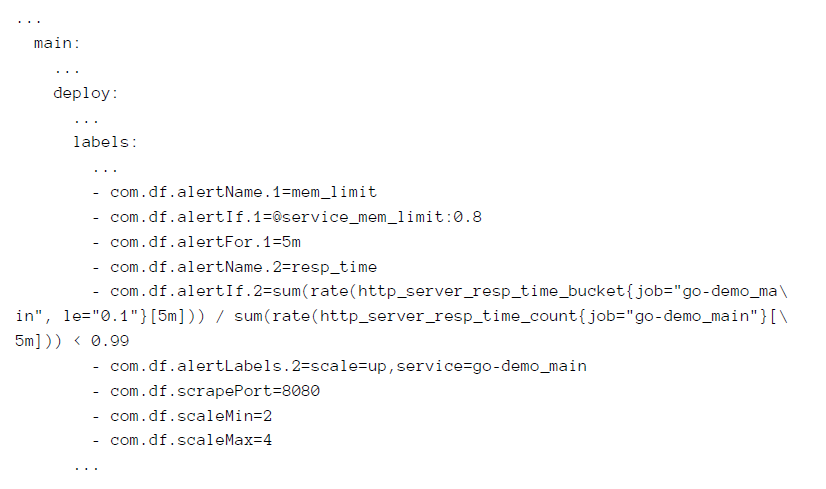 ...
  main:
    ...
    deploy:
      ...
      labels:
        ...
        - com.df.alertName.1=mem_limit
        - com.df.alertIf.1=@service_mem_limit:0.8
        - com.df.alertFor.1=5m
        - com.df.alertName.2=resp_time
        - com.df.alertIf.2=sum(rate(http_server_resp_time_bucket{job="go-demo_ma\
in", le="0.1"}[5m])) / sum(rate(http_server_resp_time_count{job="go-demo_main"}[\
5m])) < 0.99
        - com.df.alertLabels.2=scale=up,service=go-demo_main
        - com.df.scrapePort=8080
        - com.df.scaleMin=2
        - com.df.scaleMax=4
      ...